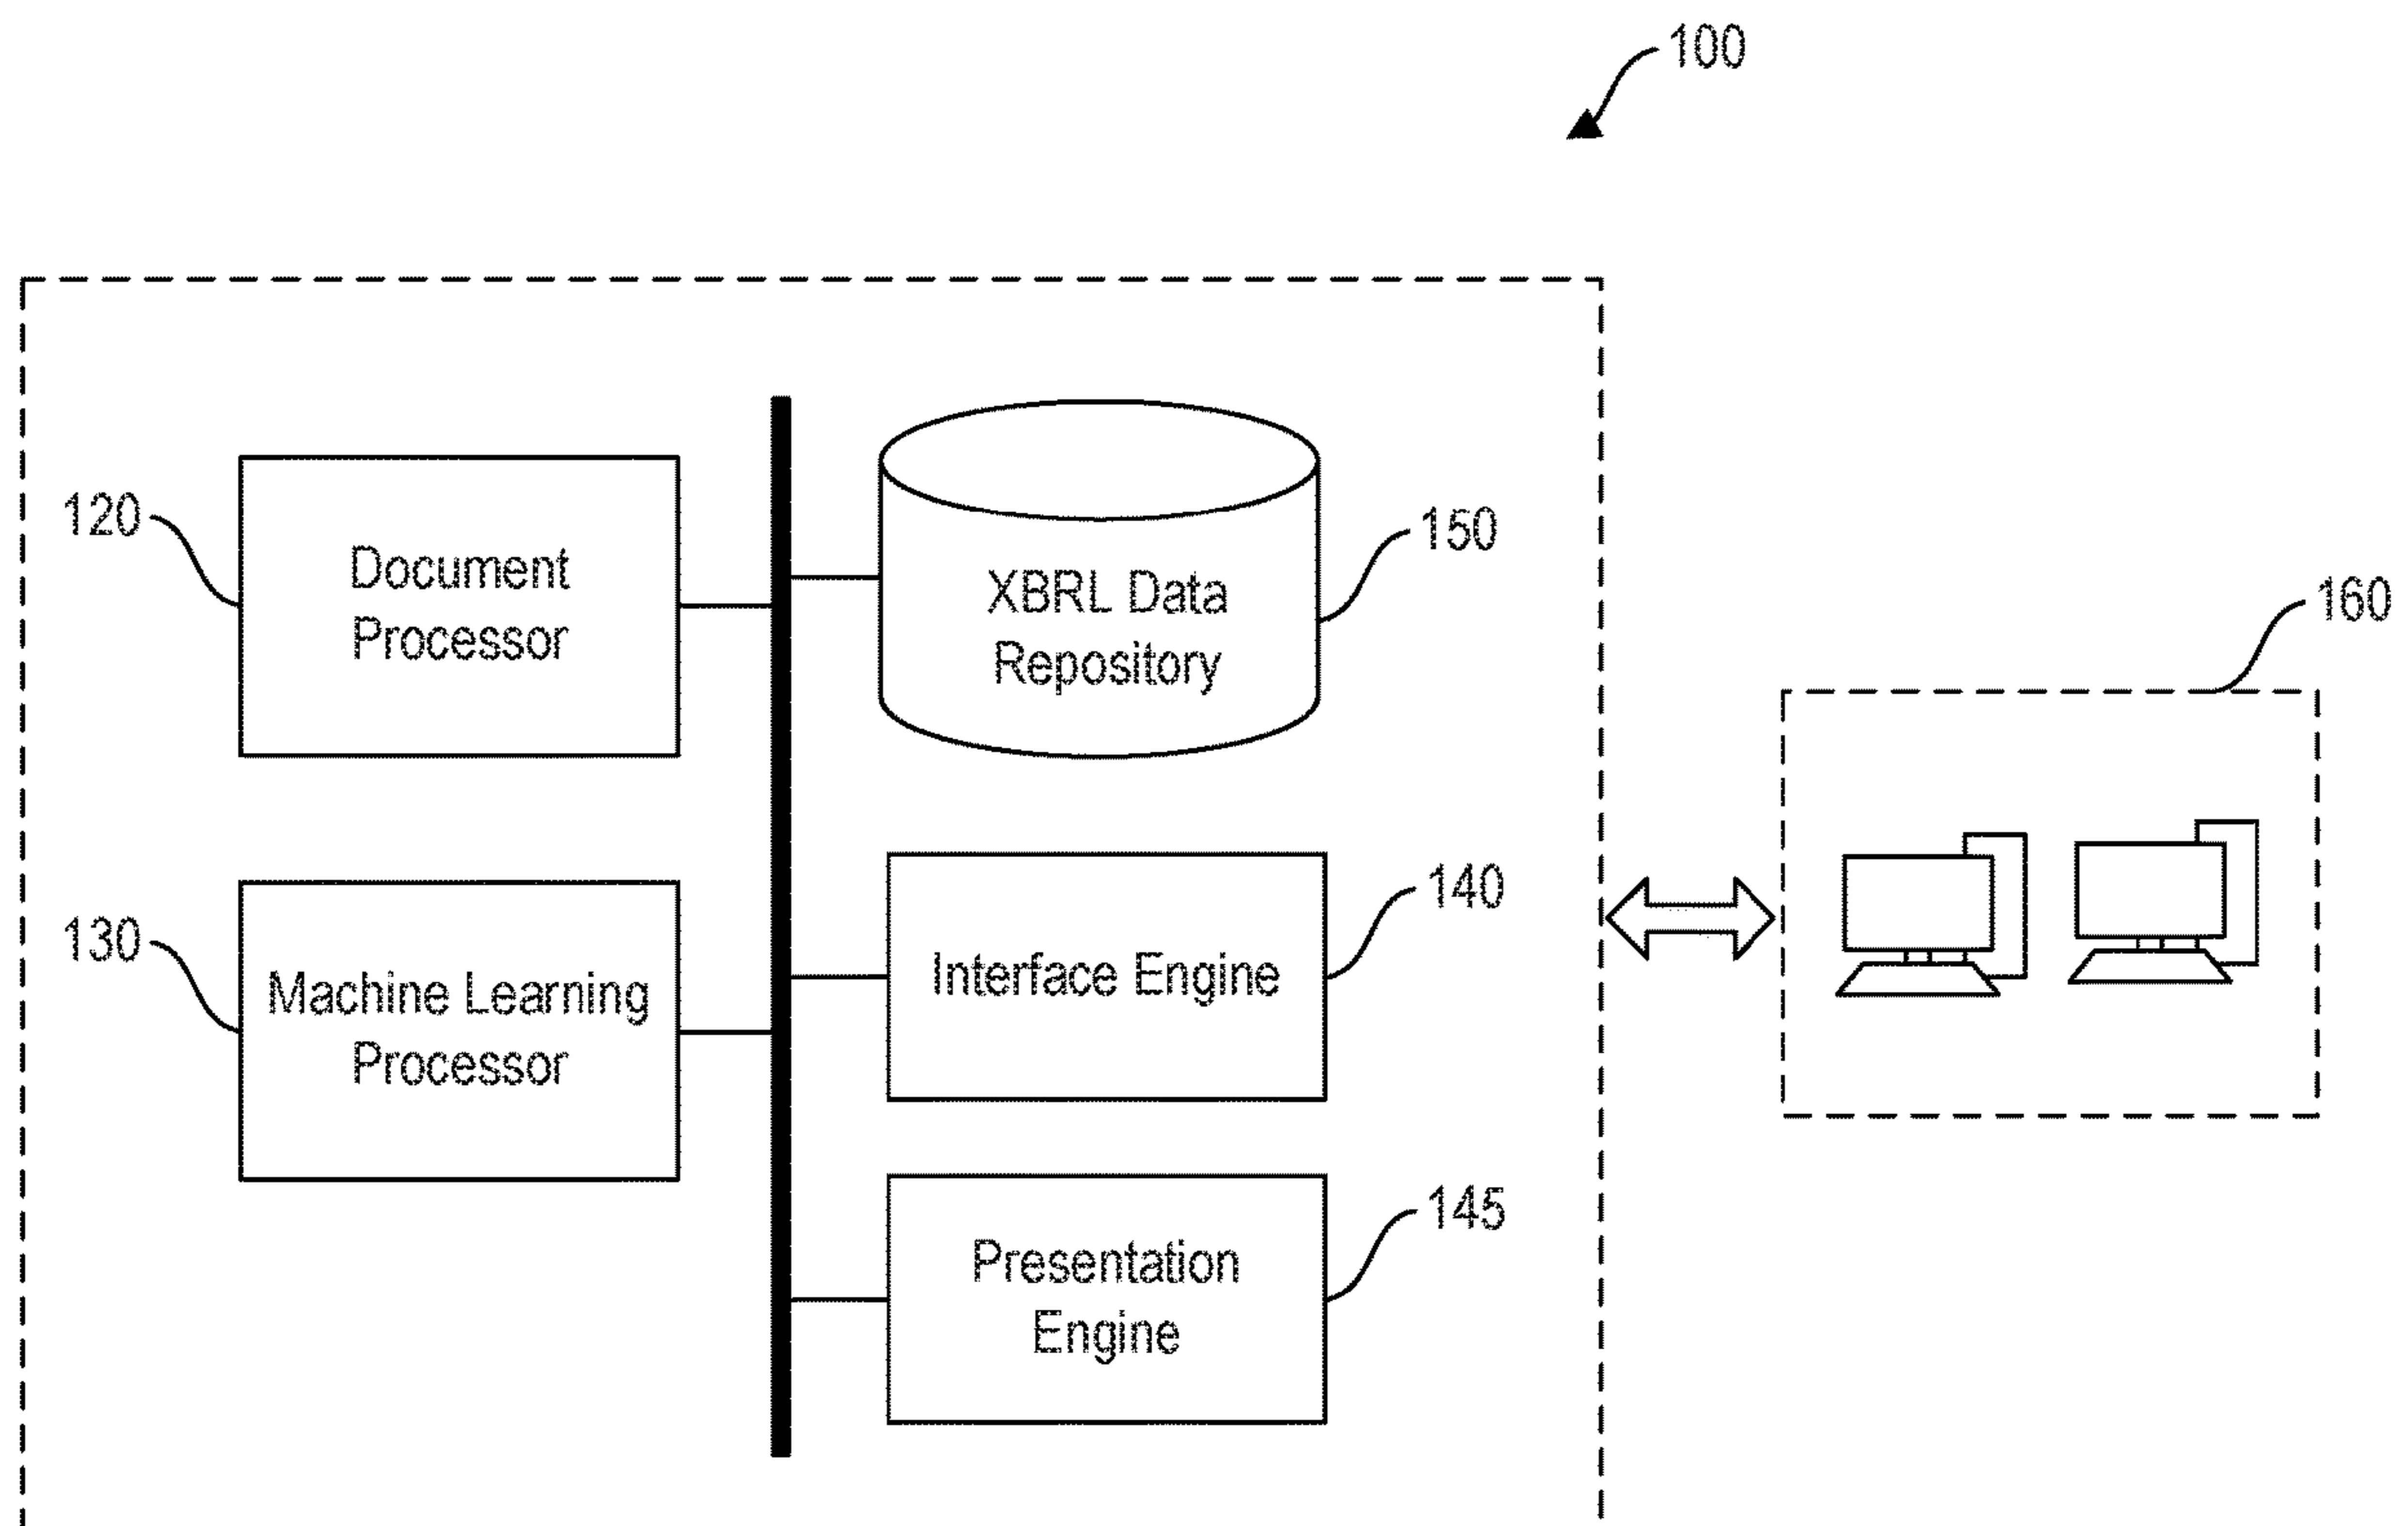 100
120
Document
Processor
XBRL Data
Repository
150
160
130
Machine Learning
Processor
Interface Engine
140
Presentation
Engine
145